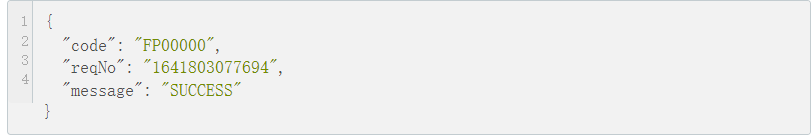 1 {
2 "code": "FP00000",
3 "reqNo": "1641803077694",
4 "message": "SUCCESS"
}